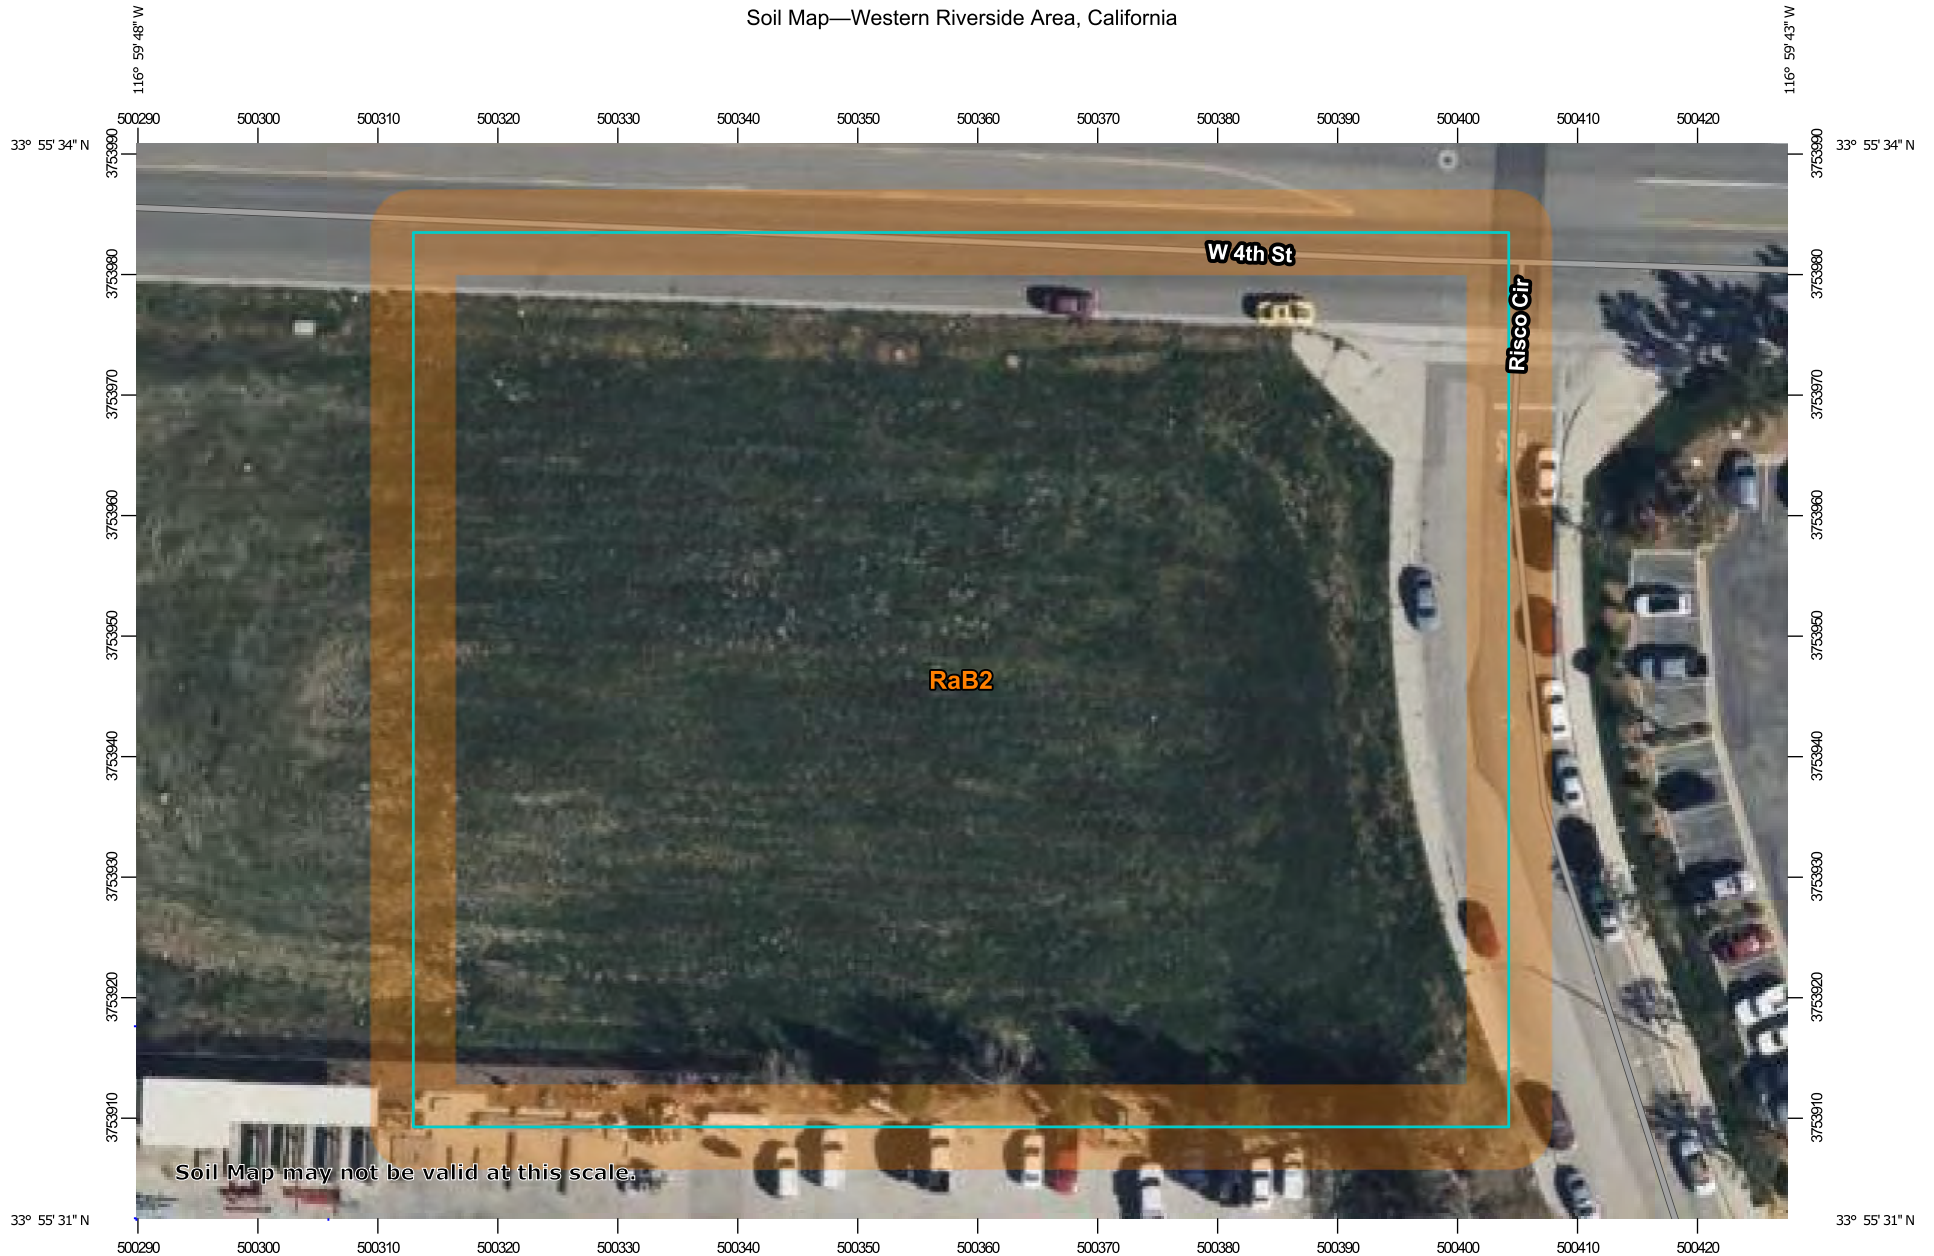 Soil Map—Western Riverside Area, California
116° 59' 48" W
116° 59' 43" W
500290 500300 500310 500320 500330 500340 500350 500360 500370 500380 500390 500400 500410 500420
33° 55' 34" N
33° 55' 34" N
3753990
3753990
W 4th St
3753980
3753980
Risco Cir
3753970
3753970
3753960
3753960
3753950
3753950
RaB2
3753940
3753940
3753930
3753930
3753920
3753920
3753910
3753910
Soil Map may not be valid at this scale.
33° 55' 31" N
33° 55' 31" N
500290 500300 500310 500320 500330 500340 500350 500360 500370 500380 500390 500400 500410 500420